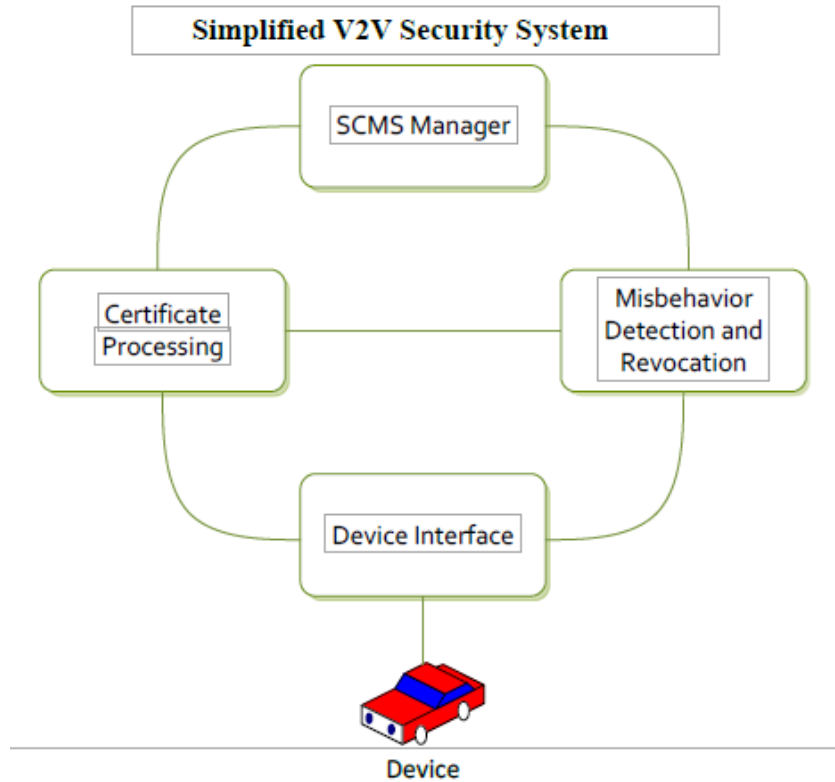 Simplified V2V Security System
SCMS Manager
Certificate
Processing
Misbehavior
Detection and
Revocation
Device Interface
Device